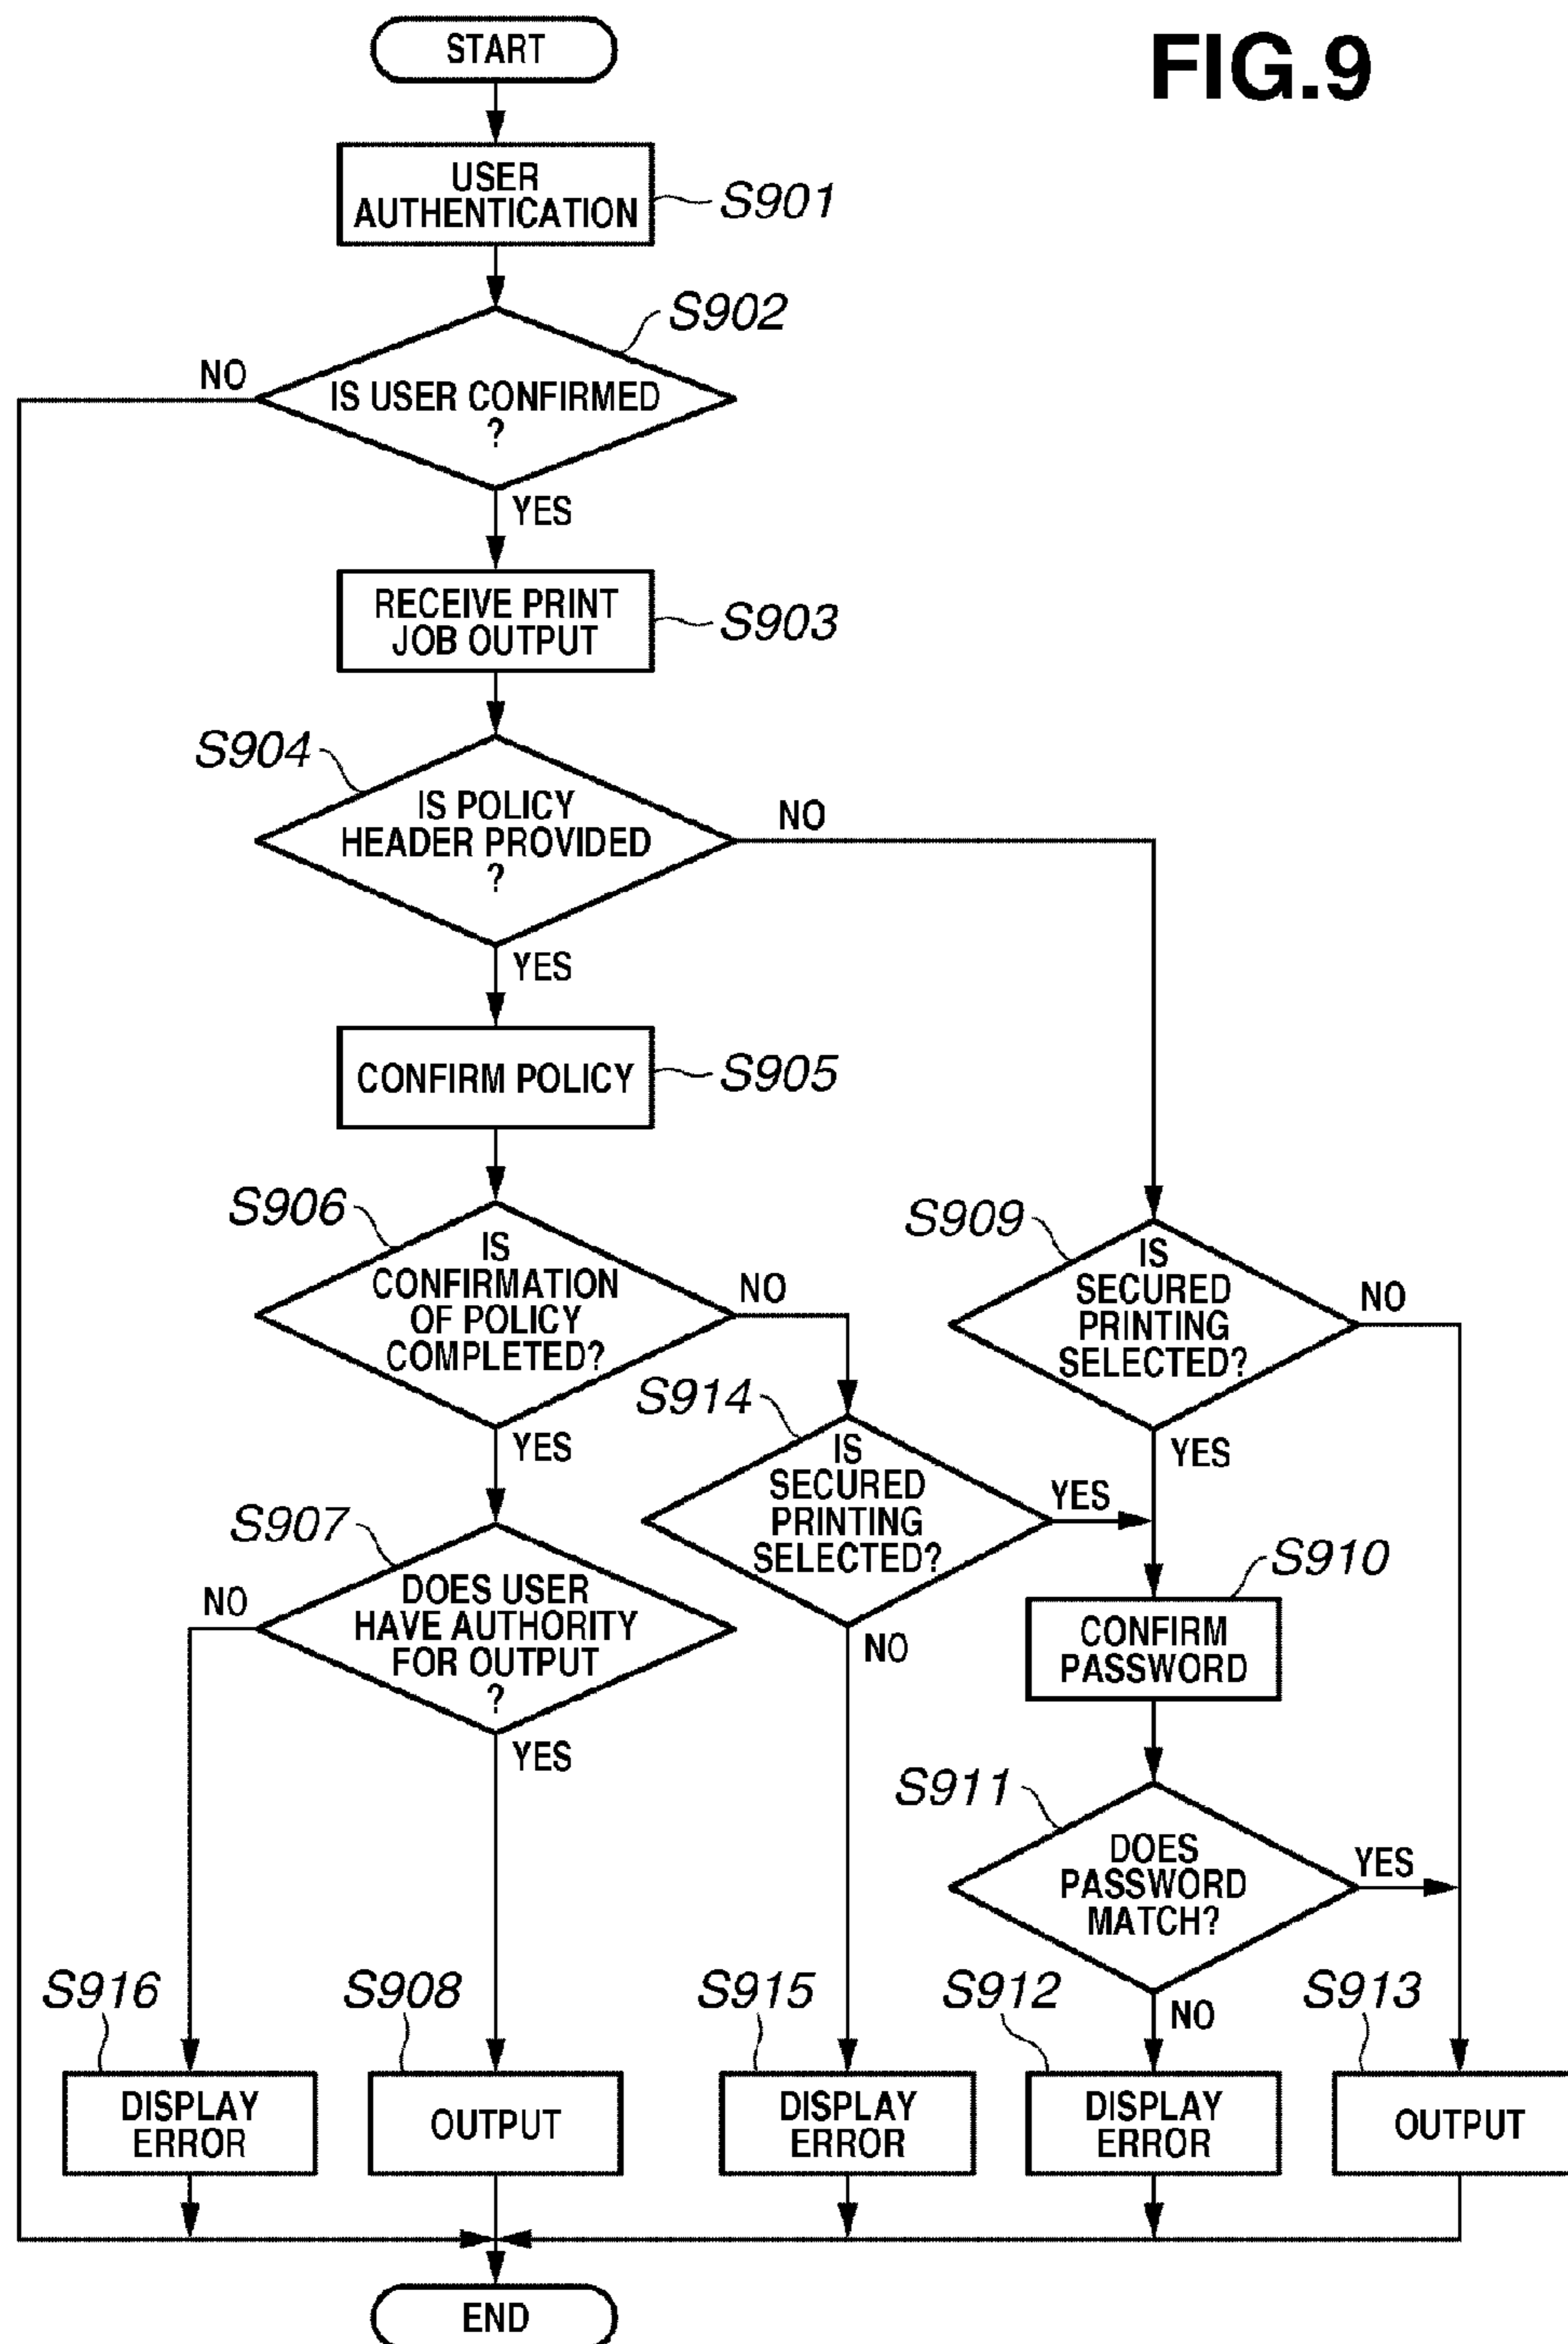 FIG.9
START
USER
AUTHENTICATION
S901
S902
NO
IS USER CONFIRMED
?
YES
RECEIVE PRINT
JOB OUTPUT
S903
S904
IS POLICY
HEADER PROVIDED
?
NO
YES
CONFIRM POLICY
S905
S906
IS
CONFIRMATION
OF POLICY
COMPLETED?
NO
YES
S909
IS
SECURED
PRINTING
SELECTED?
NO
YES
S914
IS
SECURED
PRINTING
SELECTED?
YES
NO
S907
DOES USER
HAVE AUTHORITY
FOR OUTPUT
?
NO
YES
S910
CONFIRM
PASSWORD
S911
DOES
PASSWORD
MATCH?
YES
NO
S916
DISPLAY
ERROR
S908
OUTPUT
S915
DISPLAY
ERROR
S912
DISPLAY
ERROR
S913
OUTPUT
END